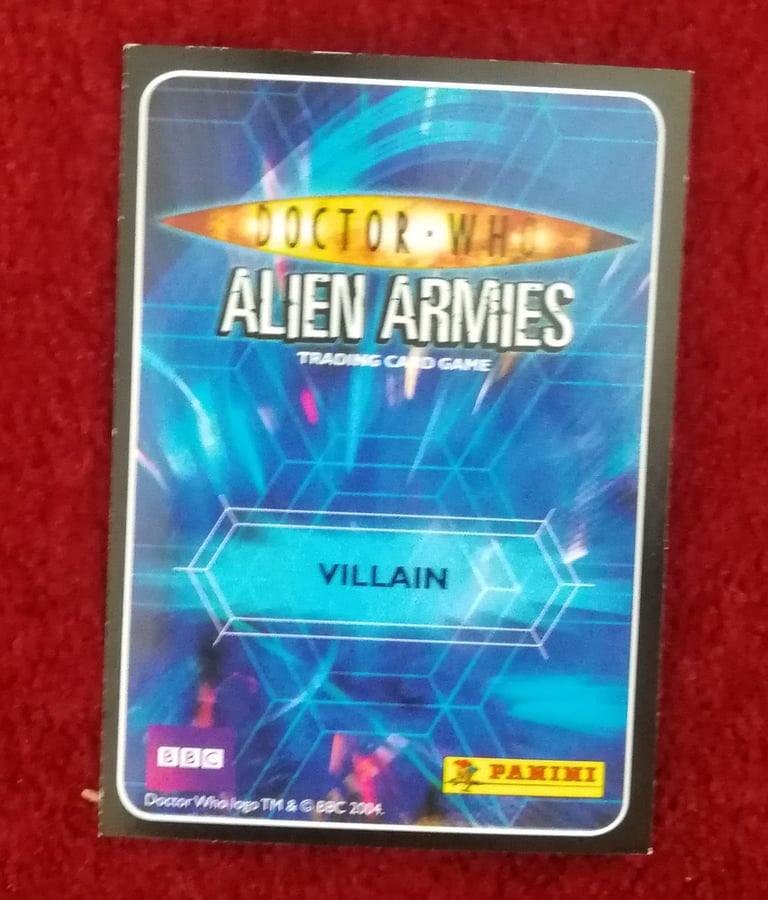 DOCTOR · WHO
ALIEN ARMIES
TRADING CARD GAME
VILLAIN
BBC
PANINI
Doctor Who logo TM & © BBC 2004.